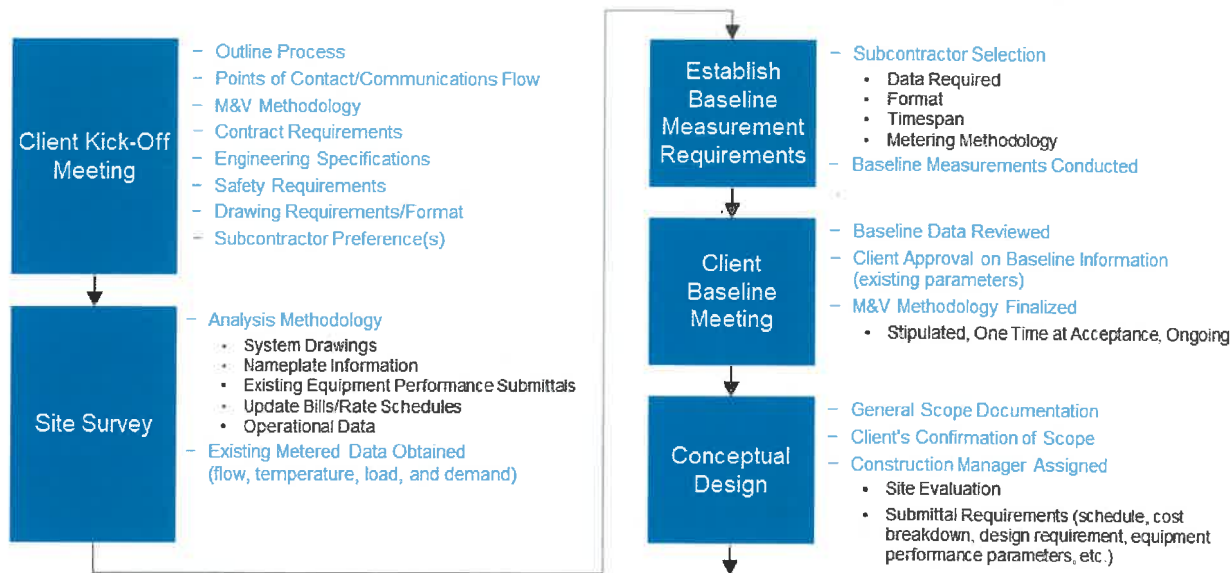 Client Kick-Off
Meeting
– Outline Process
– Points of Contact/Communications Flow
– M&V Methodology
– Contract Requirements
– Engineering Specifications
– Safety Requirements
– Drawing Requirements/Format
– Subcontractor Preference(s)
Site Survey
– Analysis Methodology
• System Drawings
• Nameplate Information
• Existing Equipment Performance Submittals
• Update Bills/Rate Schedules
• Operational Data
– Existing Metered Data Obtained
(flow, temperature, load, and demand)
Establish
Baseline
Measurement
Requirements
– Subcontractor Selection
• Data Required
• Format
• Timespan
• Metering Methodology
– Baseline Measurements Conducted
Client
Baseline
Meeting
– Baseline Data Reviewed
– Client Approval on Baseline Information
(existing parameters)
– M&V Methodology Finalized
• Stipulated, One Time at Acceptance, Ongoing
Conceptual
Design
– General Scope Documentation
– Client's Confirmation of Scope
– Construction Manager Assigned
• Site Evaluation
• Submittal Requirements (schedule, cost
breakdown, design requirement, equipment
performance parameters, etc.)